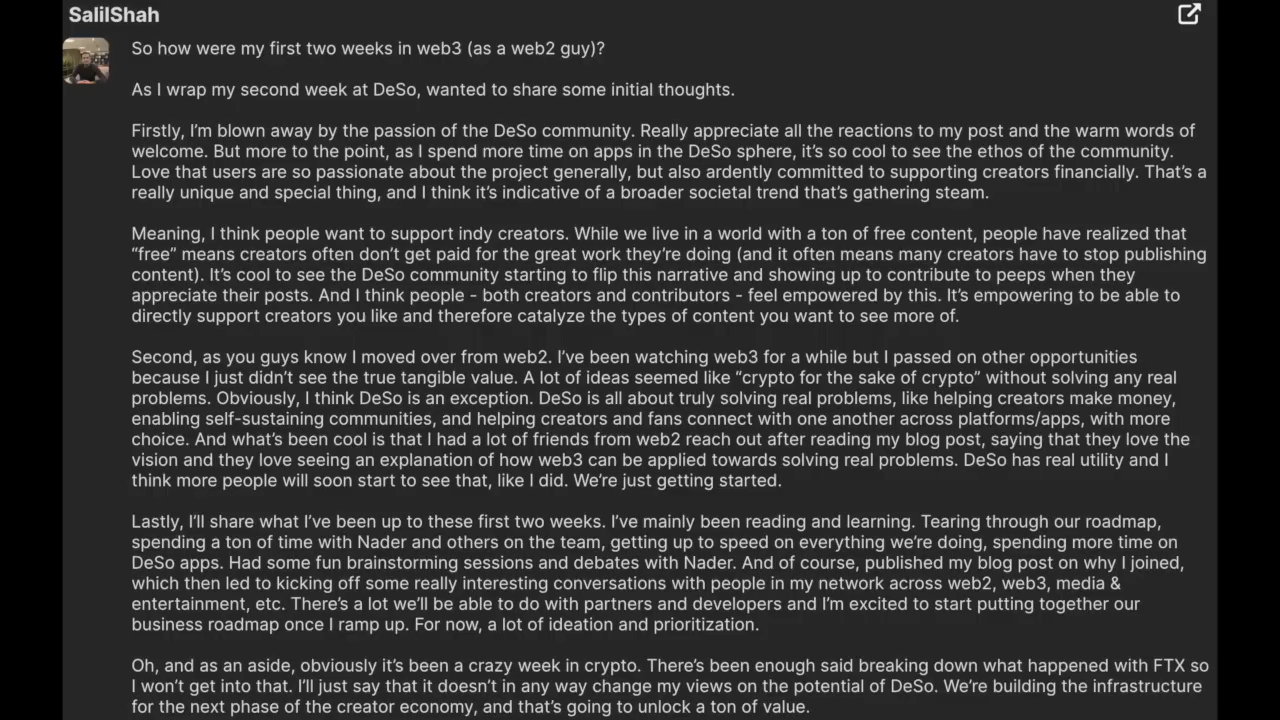 SalilShah
So how were my first two weeks in web3 (as a web2 guy)?
As I wrap my second week at DeSo, wanted to share some initial thoughts.
Firstly, I’m blown away by the passion of the DeSo community. Really appreciate all the reactions to my post and the warm words of
welcome. But more to the point, as I spend more time on apps in the DeSo sphere, it’s so cool to see the ethos of the community.
Love that users are so passionate about the project generally, but also ardently committed to supporting creators financially. That’s a
really unique and special thing, and I think it’s indicative of a broader societal trend that’s gathering steam.
Meaning, I think people want to support indy creators. While we live in a world with a ton of free content, people have realized that
“free” means creators often don’t get paid for the great work they’re doing (and it often means many creators have to stop publishing
content). It’s cool to see the DeSo community starting to flip this narrative and showing up to contribute to peeps when they
appreciate their posts. And I think people - both creators and contributors - feel empowered by this. It’s empowering to be able to
directly support creators you like and therefore catalyze the types of content you want to see more of.
Second, as you guys know I moved over from web2. I’ve been watching web3 for a while but I passed on other opportunities
because I just didn’t see the true tangible value. A lot of ideas seemed like “crypto for the sake of crypto” without solving any real
problems. Obviously, I think DeSo is an exception. DeSo is all about truly solving real problems, like helping creators make money,
enabling self-sustaining communities, and helping creators and fans connect with one another across platforms/apps, with more
choice. And what’s been cool is that I had a lot of friends from web2 reach out after reading my blog post, saying that they love the
vision and they love seeing an explanation of how web3 can be applied towards solving real problems. DeSo has real utility and I
think more people will soon start to see that, like I did. We’re just getting started.
Lastly, I’ll share what I’ve been up to these first two weeks. I’ve mainly been reading and learning. Tearing through our roadmap,
spending a ton of time with Nader and others on the team, getting up to speed on everything we’re doing, spending more time on
DeSo apps. Had some fun brainstorming sessions and debates with Nader. And of course, published my blog post on why I joined,
which then led to kicking off some really interesting conversations with people in my network across web2, web3, media &
entertainment, etc. There’s a lot we’ll be able to do with partners and developers and I’m excited to start putting together our
business roadmap once I ramp up. For now, a lot of ideation and prioritization.
Oh, and as an aside, obviously it’s been a crazy week in crypto. There’s been enough said breaking down what happened with FTX so
I won’t get into that. I’ll just say that it doesn’t in any way change my views on the potential of DeSo. We’re building the infrastructure
for the next phase of the creator economy, and that’s going to unlock a ton of value.